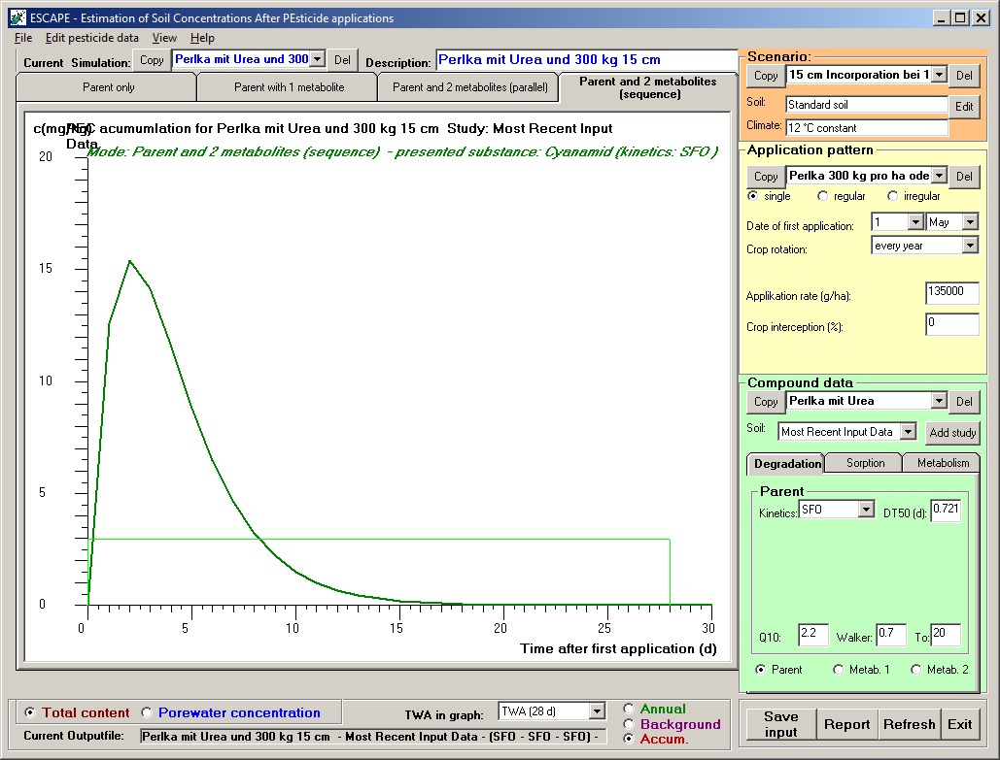 ESCAPE - Estimation of Soil Concentrations After PEsticide applications
File Edit pesticide data View Help
Current Simulation: Copy Perlka mit Urea und 300 Del Description: Perlka mit Urea und 300 kg 15 cm
Parent only
Parent with 1 metabolite
Parent and 2 metabolites (parallel)
Parent and 2 metabolites
(sequence)
c(mg/kg)
PEC acumumlation for Perlka mit Urea und 300 kg 15 cm Study: Most Recent Input
Data
Mode: Parent and 2 metabolites (sequence) - presented substance: Cyanamid (kinetics: SFO )
20
15
10
5
0
0 5 10 15 20 25 30
Time after first application (d)
Scenario:
Copy 15 cm Incorporation bei 1 Del
Soil: Standard soil Edit
Climate: 12 °C constant
Application pattern
Copy Perlka 300 kg pro ha ode Del
single regular irregular
Date of first application: 1 May
Crop rotation: every year
Applikation rate (g/ha): 135000
Crop interception (%): 0
Compound data
Copy Perlka mit Urea Del
Soil: Most Recent Input Data Add study
Degradation Sorption Metabolism
Parent
Kinetics: SFO DT50 (d): 0.721
Q10: 2.2 Walker: 0.7 To: 20
Parent Metab. 1 Metab. 2
Total content Porewater concentration
TWA in graph: TWA (28 d)
Annual
Background
Accum.
Current Outputfile: Perlka mit Urea und 300 kg 15 cm - Most Recent Input Data - (SFO - SFO - SFO) -
Save
input
Report Refresh Exit